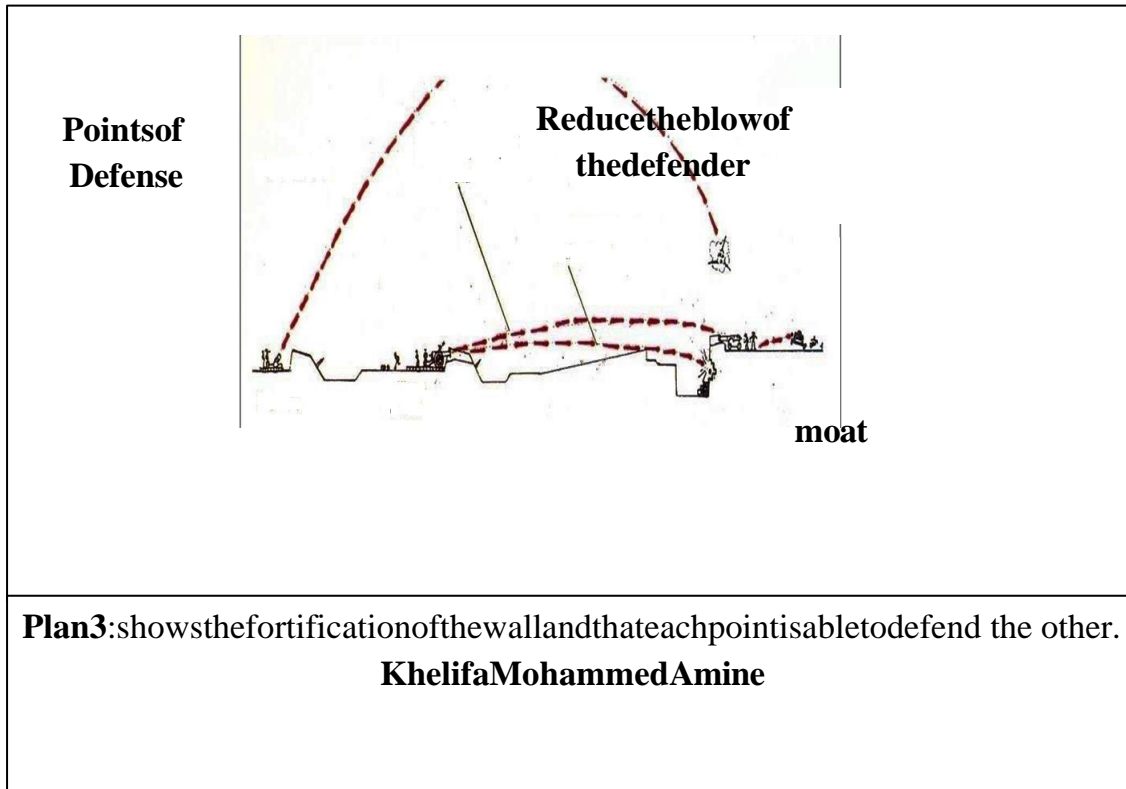 Pointsof
Defense
Reducetheblowof
thedefender
moat
Plan3:showsthefortificationofthewallandthateachpointisabletodefend the other.
KhelifaMohammedAmine